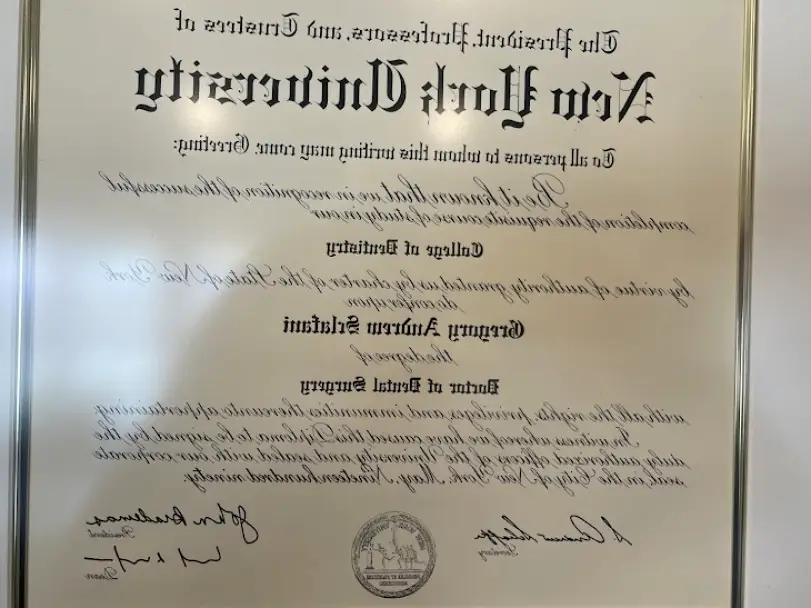 The President, Professors, and Trustees of
New York University
To all persons to whom this writing may come Greeting:
Be it known that we in recognition of the successful
completion of the requisite course of study in our
College of Dentistry
by virtue of authority granted us by charter of the State of New York
do confer upon
Gregory Andrew Sclafani
the degree of
Doctor of Dental Surgery
with all the rights, privileges, and immunities thereunto appertaining.
In witness whereof we have caused this Diploma to be signed by the
duly authorized officers of the University and sealed with our corporate
seal in the City of New York, May, Nineteen hundred ninety.
John Brademas
President
Secretary
Dean
NEW YORK UNIVERSITY